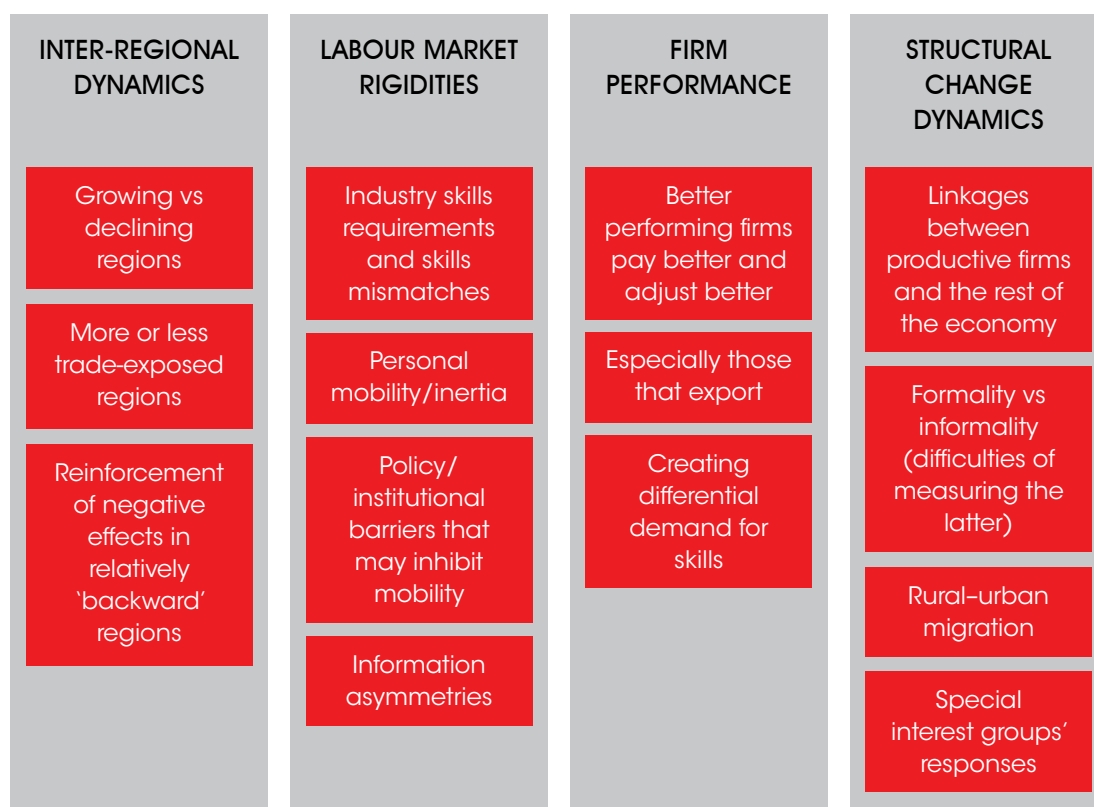 INTER-REGIONAL
DYNAMICS
Growing vs
declining
regions
More or less
trade-exposed
regions
Reinforcement
of negative
effects in
relatively
‘backward’
regions
LABOUR MARKET
RIGIDITIES
Industry skills
requirements
and skills
mismatches
Personal
mobility/inertia
Policy/
institutional
barriers that
may inhibit
mobility
Information
asymmetries
FIRM
PERFORMANCE
Better
performing firms
pay better and
adjust better
Especially those
that export
Creating
differential
demand for
skills
STRUCTURAL
CHANGE
DYNAMICS
Linkages
between
productive firms
and the rest of
the economy
Formality vs
informality
(difficulties of
measuring the
latter)
Rural–urban
migration
Special
interest groups’
responses